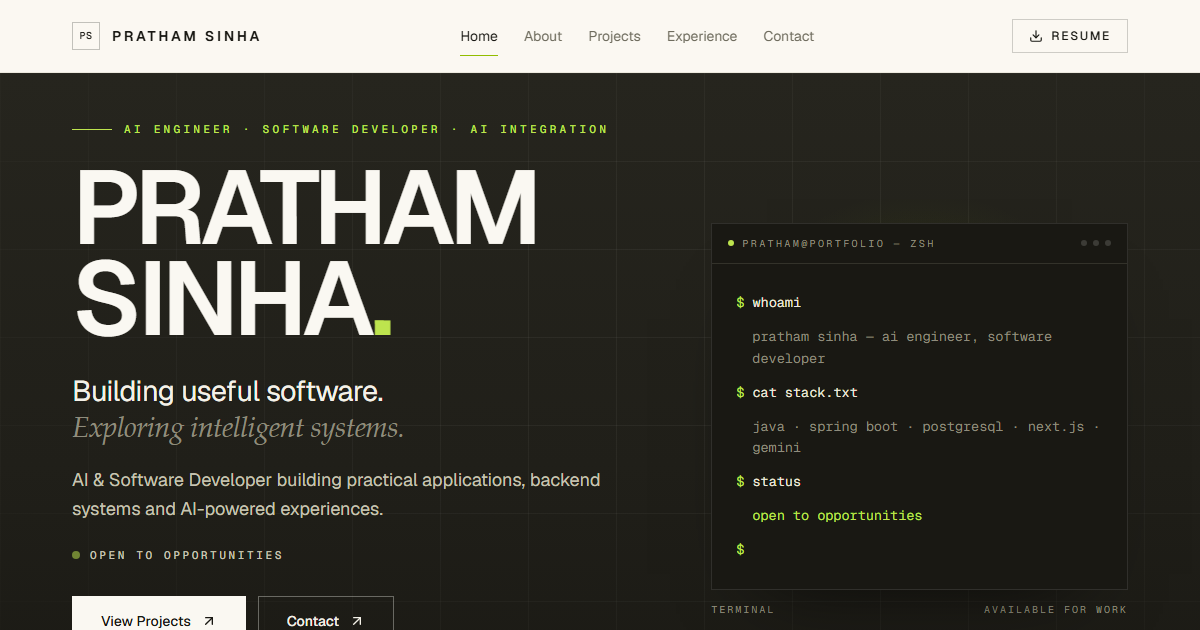 PS PRATHAM SINHA
Home About Projects Experience Contact
RESUME
AI ENGINEER · SOFTWARE DEVELOPER · AI INTEGRATION
PRATHAM
SINHA.
Building useful software.
Exploring intelligent systems.
AI & Software Developer building practical applications, backend
systems and AI-powered experiences.
OPEN TO OPPORTUNITIES
View Projects
Contact
PRATHAM@PORTFOLIO — ZSH
$ whoami
pratham sinha — ai engineer, software
developer
$ cat stack.txt
java · spring boot · postgresql · next.js ·
gemini
$ status
open to opportunities
$
TERMINAL
AVAILABLE FOR WORK